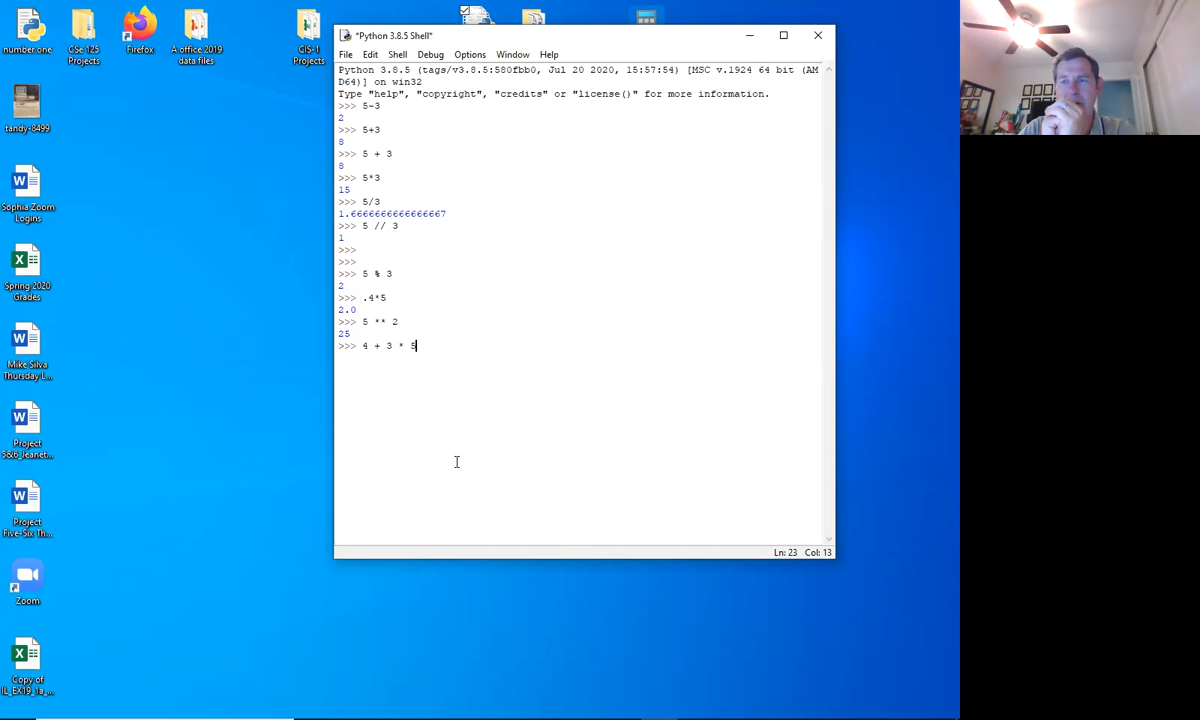 number.one
CSe 125
Projects
Firefox
A office 2019
data files
GIS-1
Projects
tandy-8499
Sophia Zoom
Logins
Spring 2020
Grades
Mike Silva
Thursday L...
Project
5&6_Jeanet...
Project
Five-Six Th...
Zoom
Copy of
IL_EX19_1a_...
*Python 3.8.5 Shell*
File Edit Shell Debug Options Window Help
Python 3.8.5 (tags/v3.8.5:580fbb0, Jul 20 2020, 15:57:54) [MSC v.1924 64 bit (AM
D64)] on win32
Type "help", "copyright", "credits" or "license()" for more information.
>>> 5-3
2
>>> 5+3
8
>>> 5 + 3
8
>>> 5*3
15
>>> 5/3
1.6666666666666667
>>> 5 // 3
1
>>>
>>>
>>> 5 % 3
2
>>> .4*5
2.0
>>> 5 ** 2
25
>>> 4 + 3 * 5
Ln: 23 Col: 13